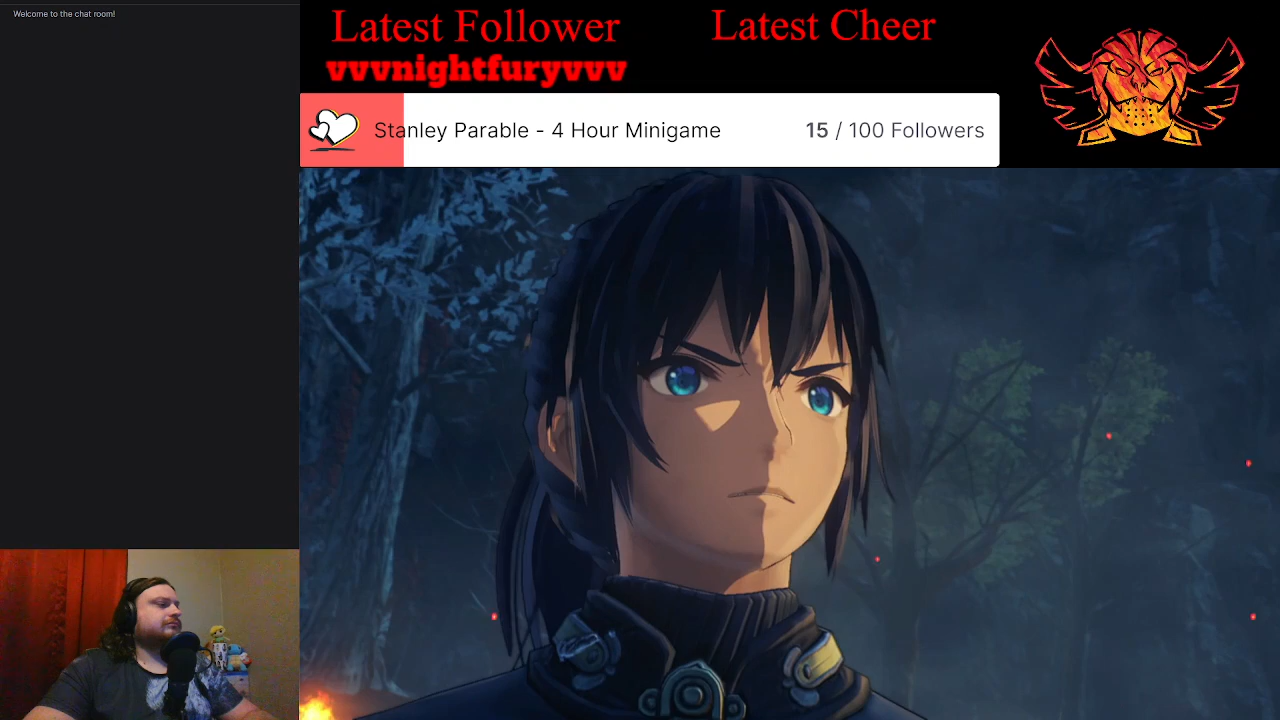 Welcome to the chat room!
Latest Follower
vvvnightfuryvvv
Latest Cheer
Stanley Parable - 4 Hour Minigame
15 / 100 Followers